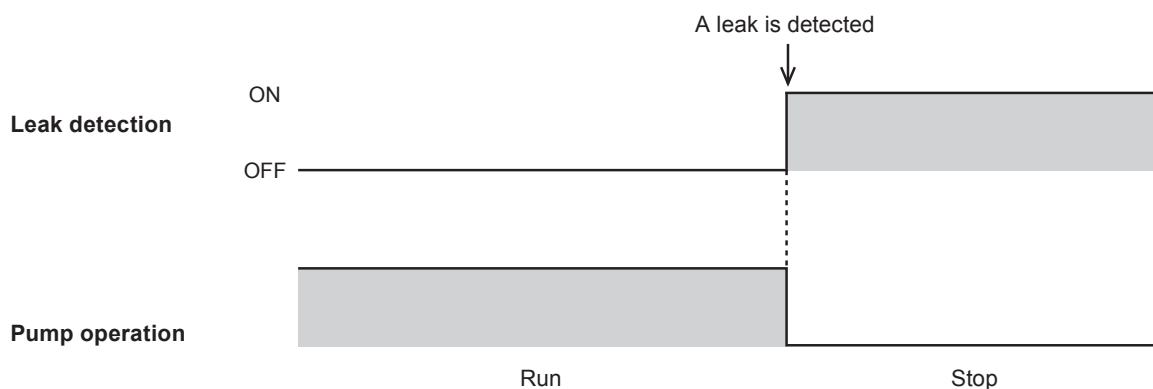 A leak is detected
ON
Leak detection
OFF
Pump operation
Run Stop